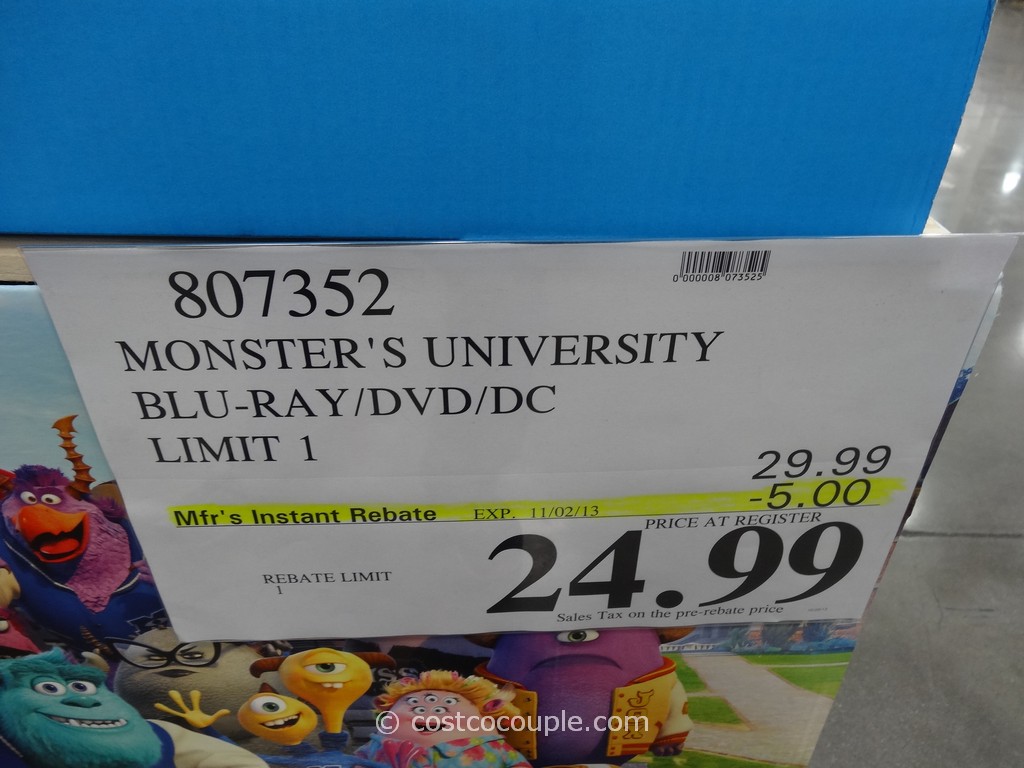 807352
0 000008 073525
MONSTER'S UNIVERSITY
BLU-RAY/DVD/DC
LIMIT 1
29.99
-5.00
Mfr's Instant Rebate EXP. 11/02/13
PRICE AT REGISTER
24.99
REBATE LIMIT
1
Sales Tax on the pre-rebate price
© costcocouple.com